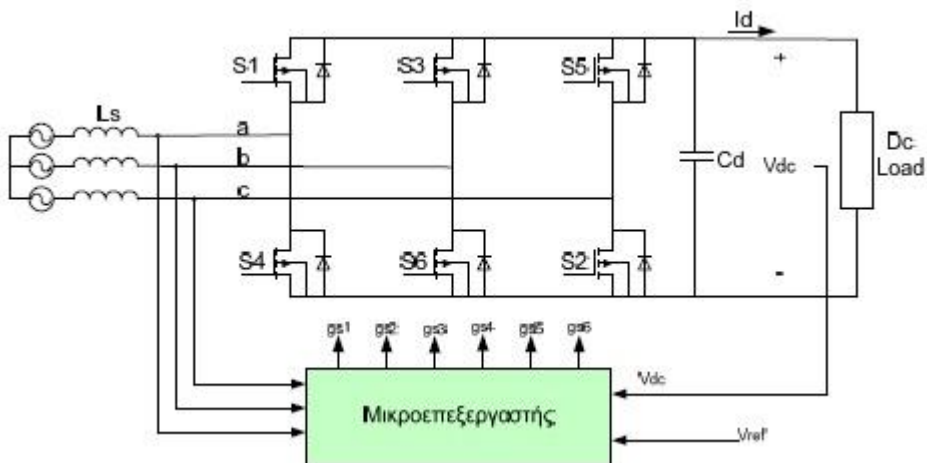 Id
S1
S3
S5
+
Ls
a
b
c
Cd
Vdc
Dc
Load
S4
S6
S2
-
gs1
gs2
gs3
gs4
gs5
gs6
Vdc
Μικροεπεξεργαστής
Vref